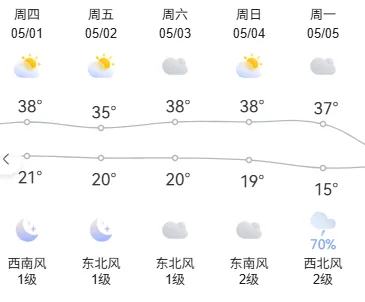 周四 周五 周六 周日 周一
05/01 05/02 05/03 05/04 05/05
38° 35° 38° 38° 37°
21° 20° 20° 19° 15°
70%
西南风 东北风 东北风 东南风 西北风
1级 1级 1级 2级 2级